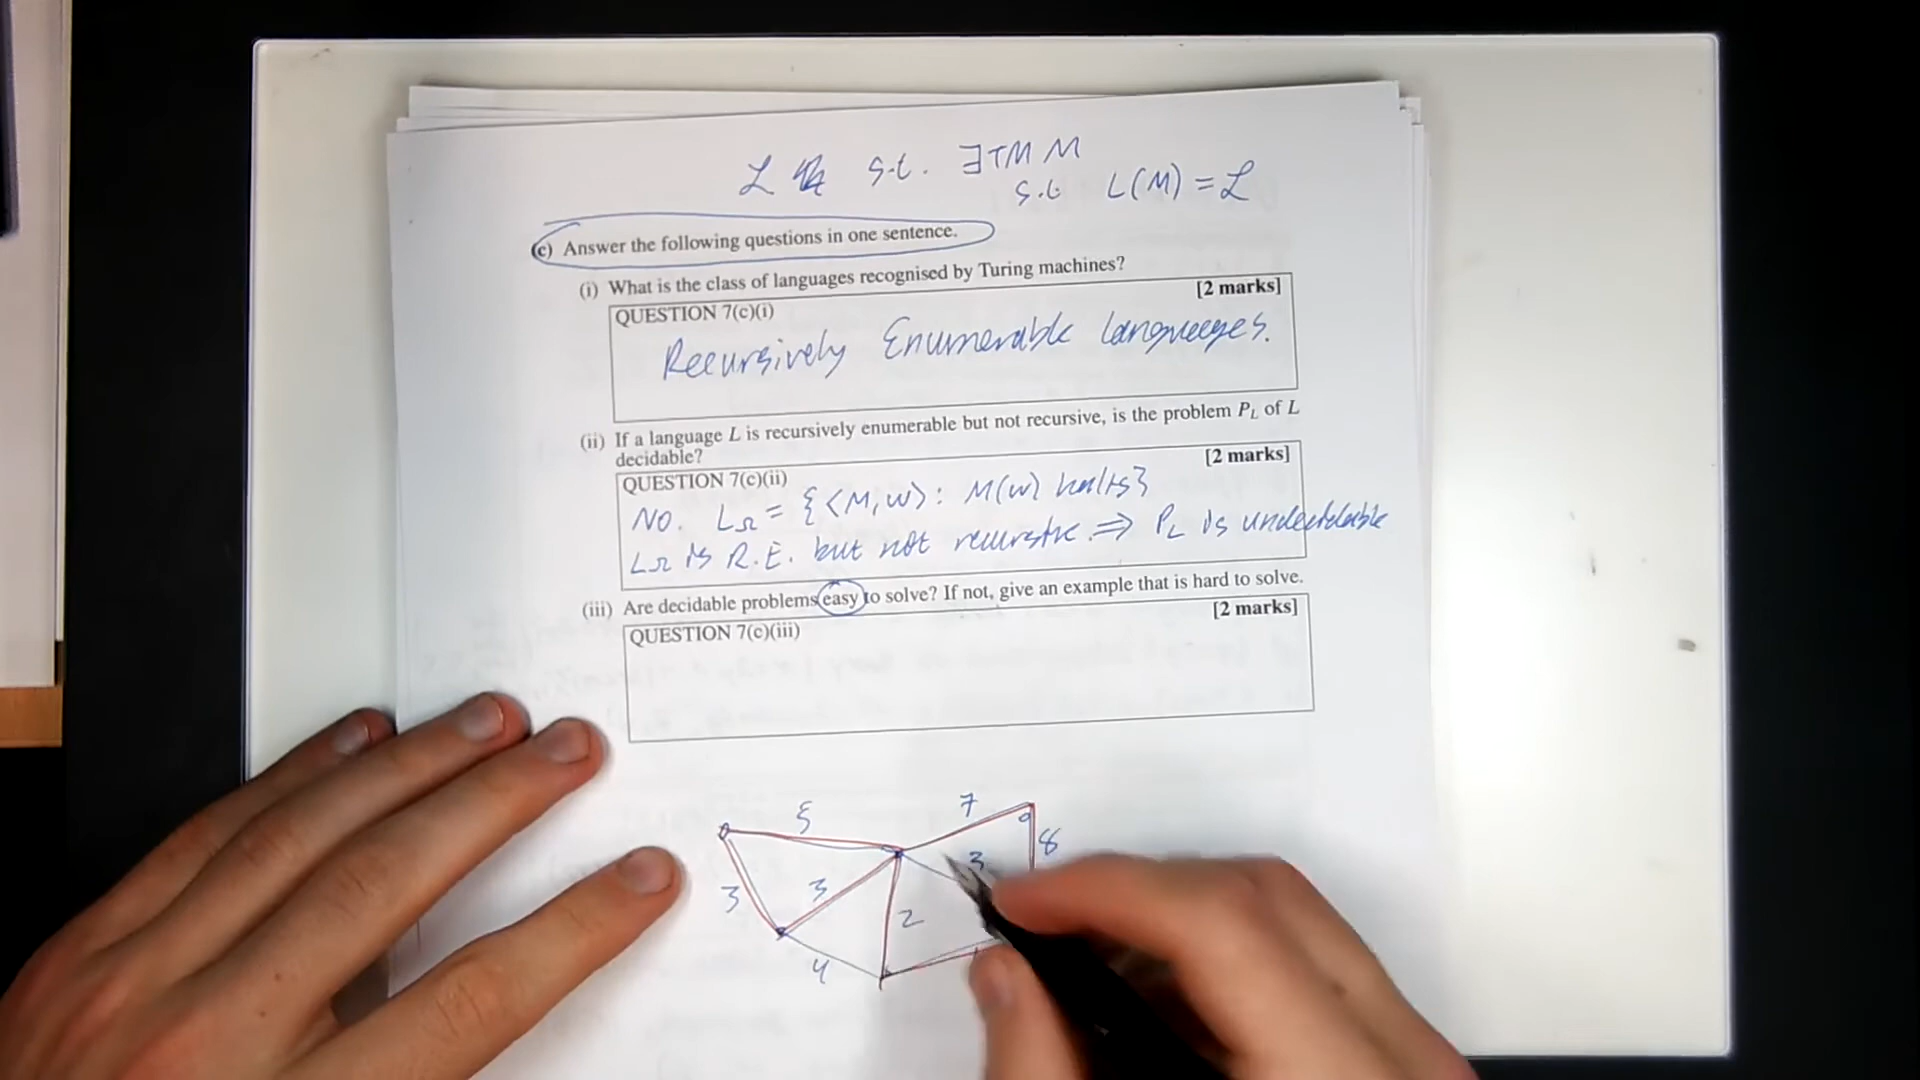 L s.t. ∃TM M
s.t L(M) = L
(c) Answer the following questions in one sentence.
(i) What is the class of languages recognised by Turing machines?
[2 marks]
QUESTION 7(c)(i)
Recursively Enumerable languages.
(ii) If a language L is recursively enumerable but not recursive, is the problem P_L of L
decidable?
[2 marks]
QUESTION 7(c)(ii)
NO. L_Ω = {<M,w>: M(w) halts}
L_Ω is R.E. but not recursive. ⇒ P_L is undecidable
(iii) Are decidable problems easy to solve? If not, give an example that is hard to solve.
[2 marks]
QUESTION 7(c)(iii)
5 7
8
3 3 3
2
4